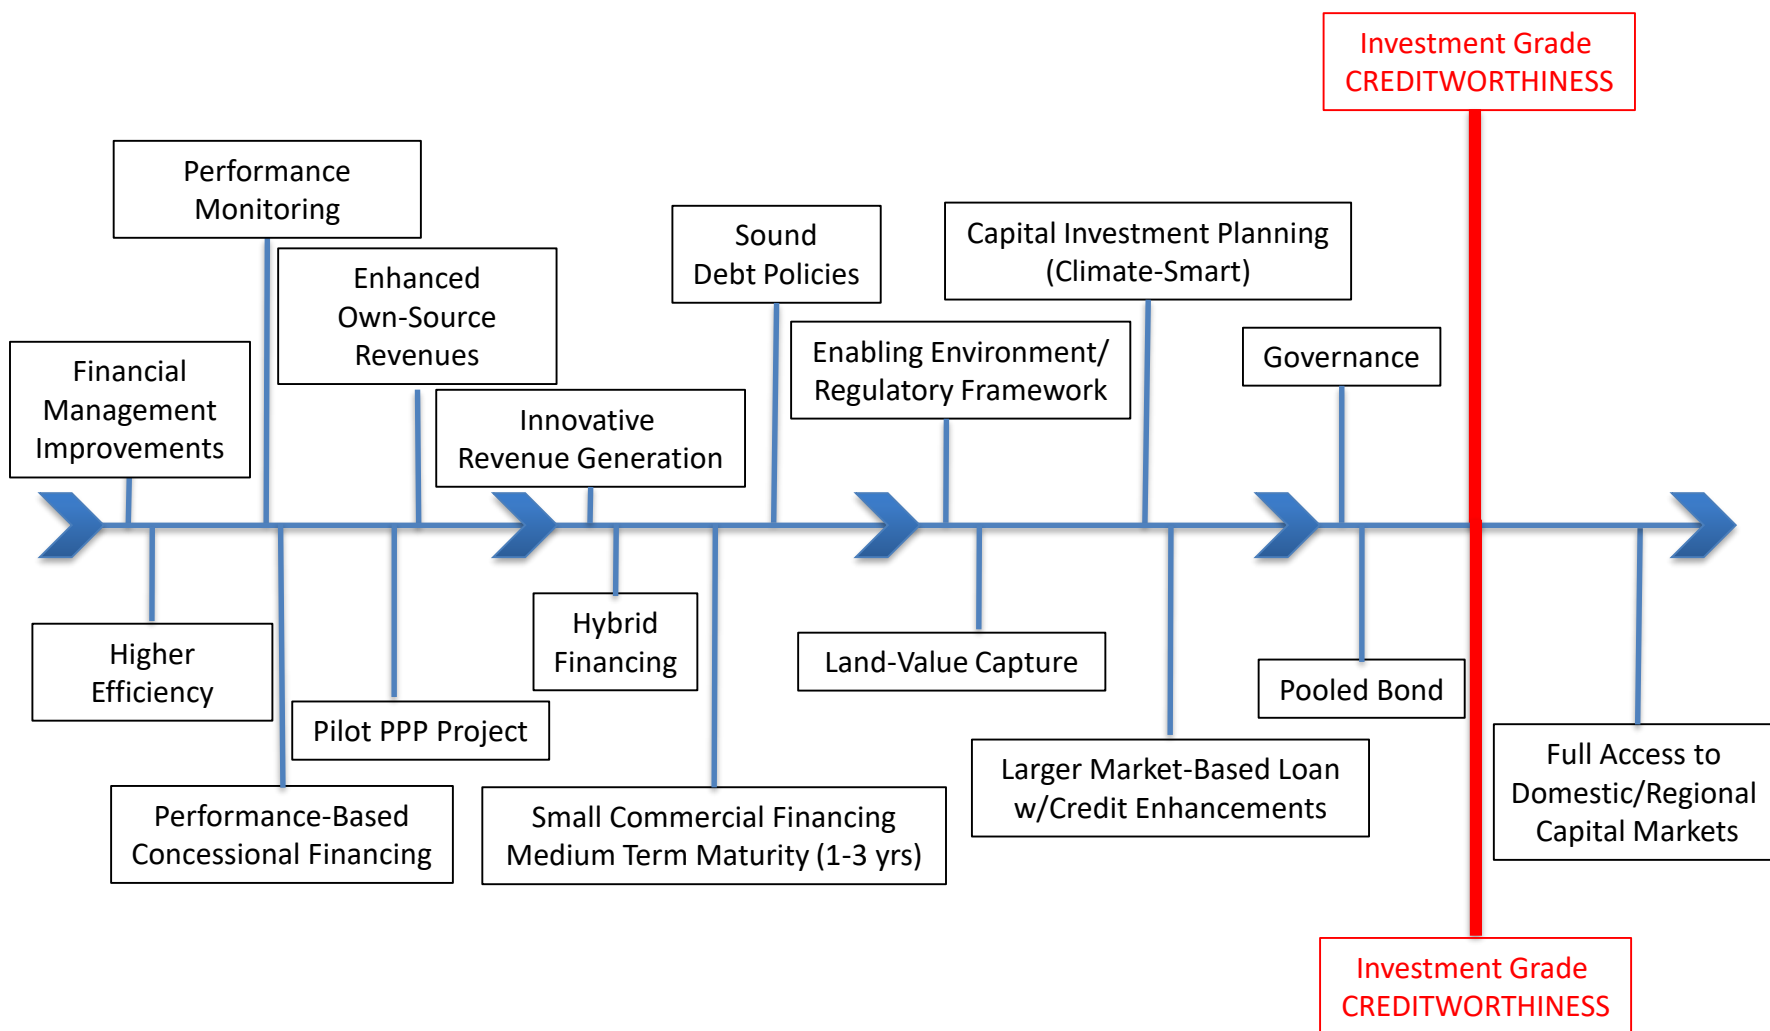 Investment Grade
CREDITWORTHINESS
Performance
Monitoring
Sound
Debt Policies
Capital Investment Planning
(Climate-Smart)
Enhanced
Own-Source
Revenues
Enabling Environment/
Regulatory Framework
Governance
Financial
Management
Improvements
Innovative
Revenue Generation
Higher
Efficiency
Hybrid
Financing
Land-Value Capture
Pooled Bond
Pilot PPP Project
Performance-Based
Concessional Financing
Small Commercial Financing
Medium Term Maturity (1-3 yrs)
Larger Market-Based Loan
w/Credit Enhancements
Full Access to
Domestic/Regional
Capital Markets
Investment Grade
CREDITWORTHINESS